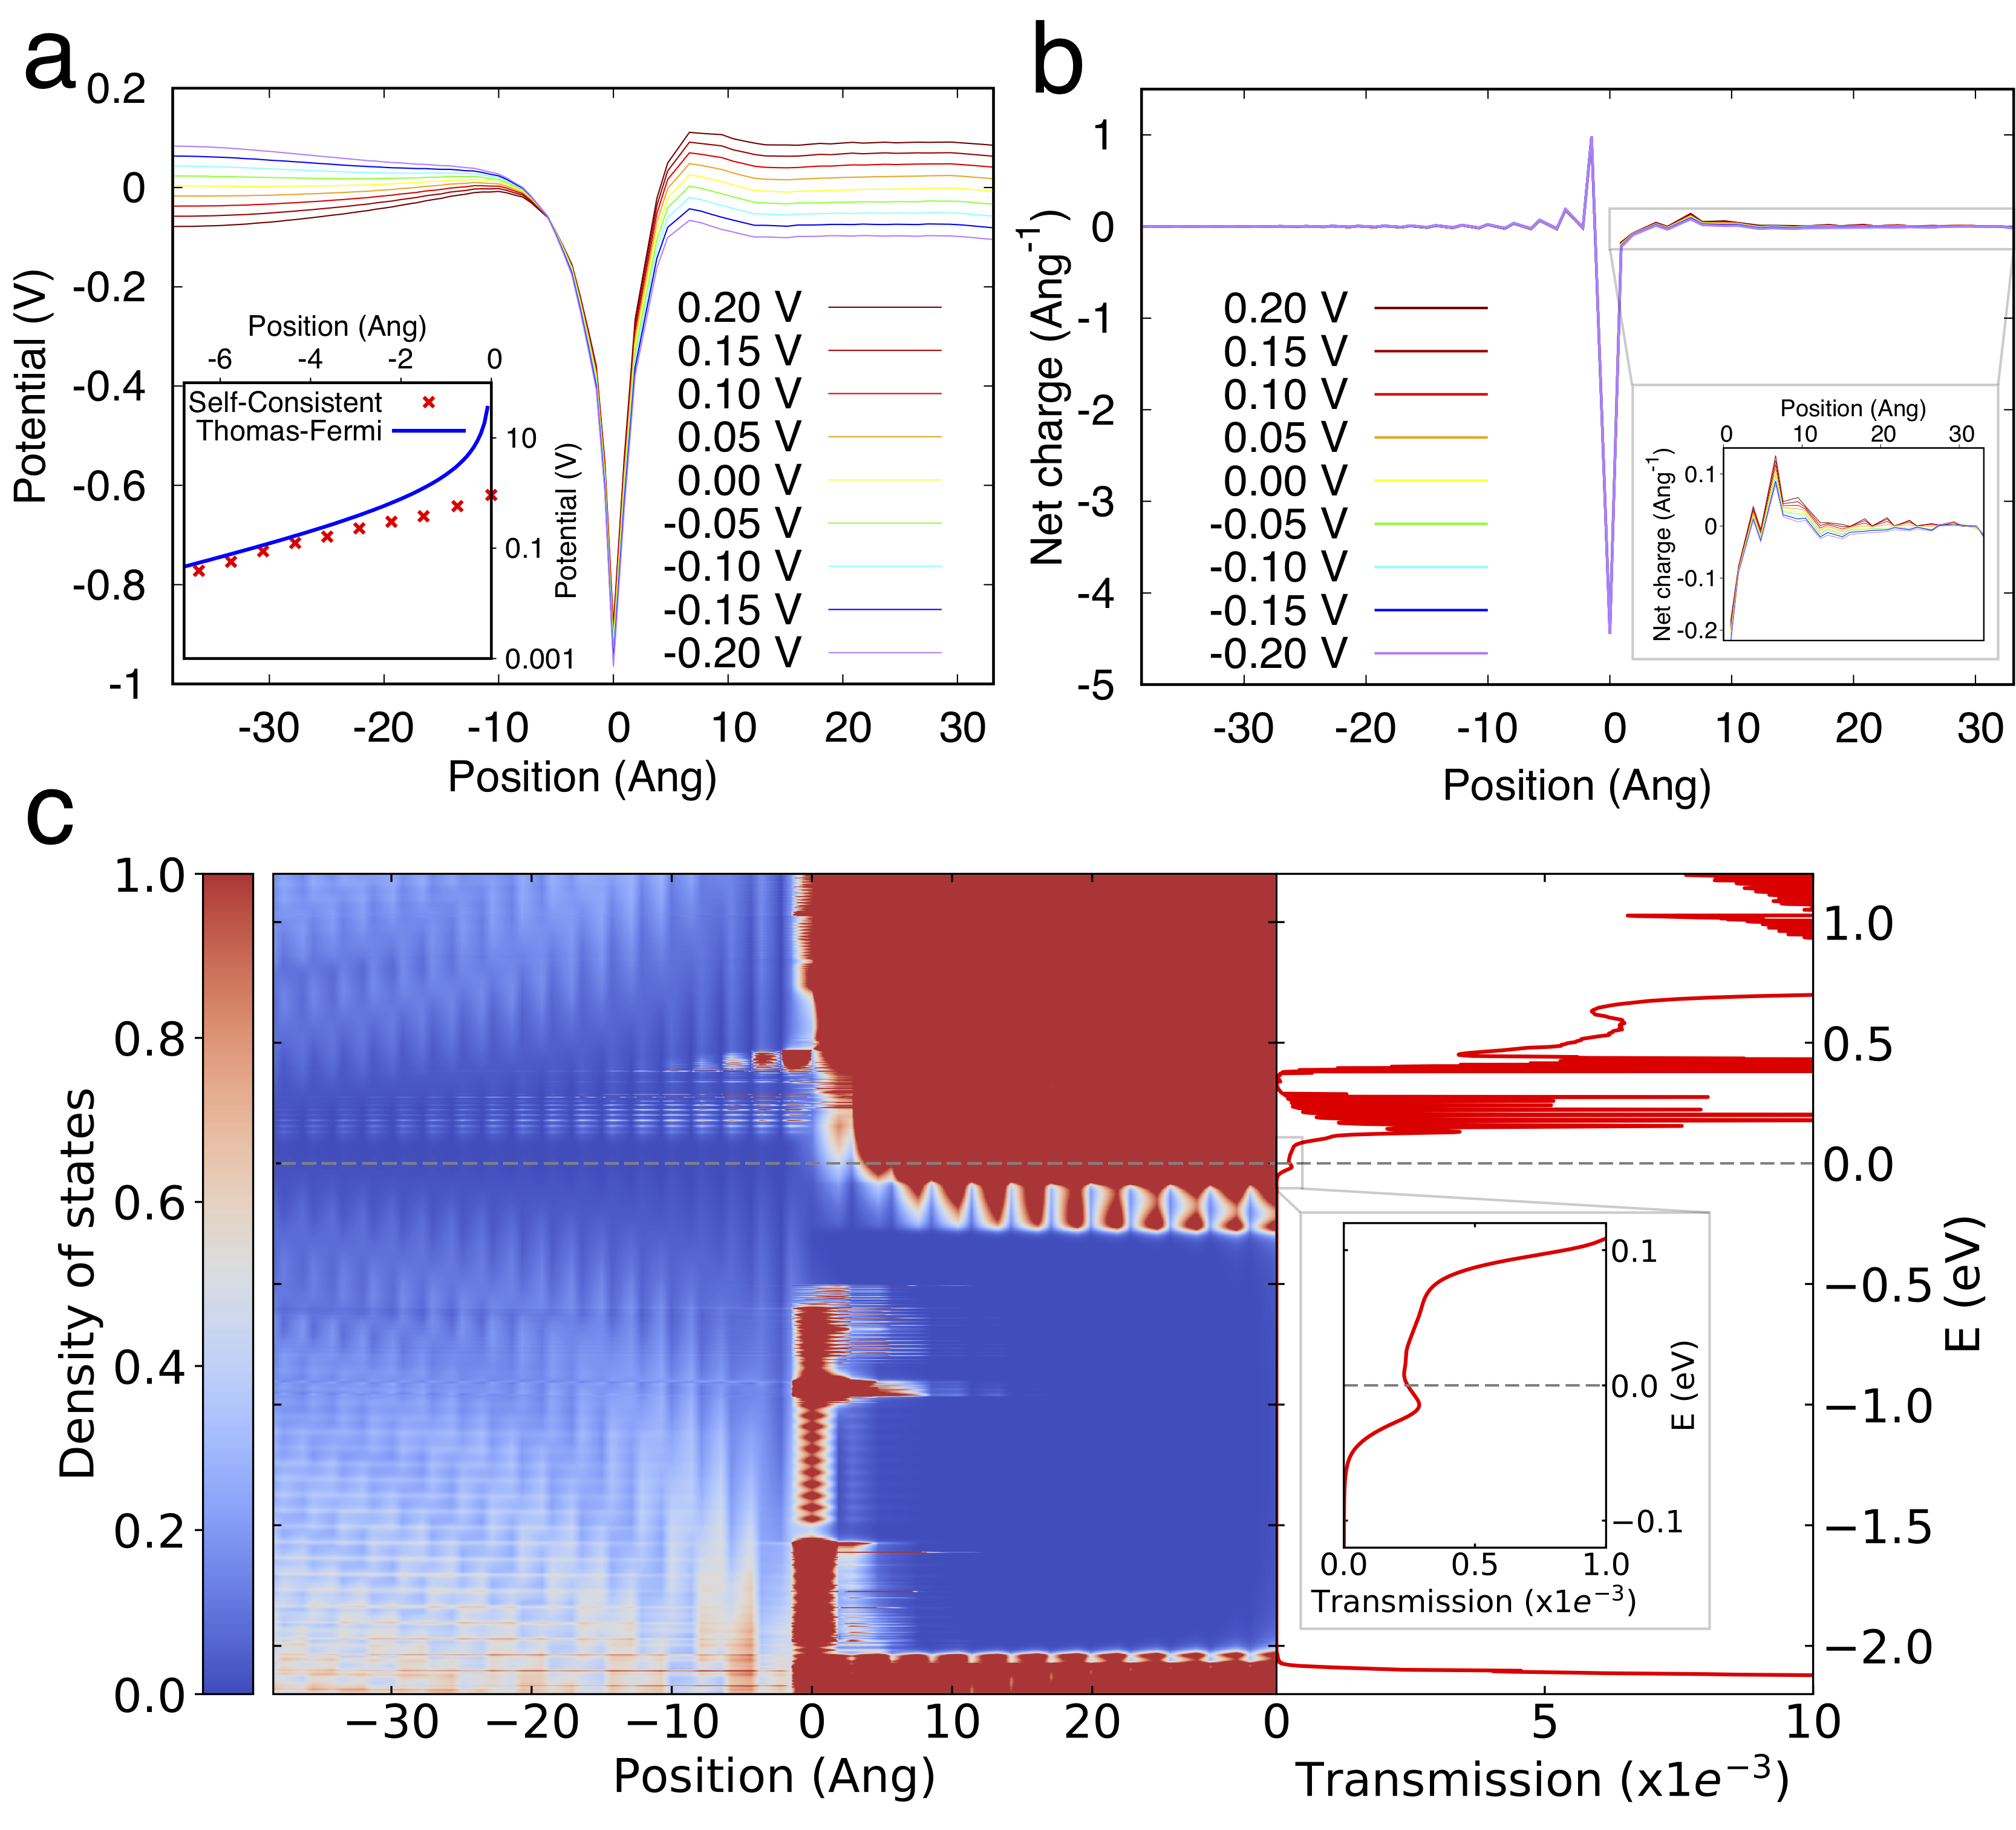 a
0.2
0
-0.2
-0.4
-0.6
-0.8
-1
Potential (V)
-30 -20 -10 0 10 20 30
Position (Ang)
0.20 V
0.15 V
0.10 V
0.05 V
0.00 V
-0.05 V
-0.10 V
-0.15 V
-0.20 V
Position (Ang)
-6 -4 -2 0
Self-Consistent
Thomas-Fermi
10
0.1
0.001
Potential (V)
b
1
0
-1
-2
-3
-4
-5
Net charge (Ang⁻¹)
-30 -20 -10 0 10 20 30
Position (Ang)
0.20 V
0.15 V
0.10 V
0.05 V
0.00 V
-0.05 V
-0.10 V
-0.15 V
-0.20 V
Position (Ang)
0 10 20 30
0.1
0
-0.1
-0.2
Net charge (Ang⁻¹)
c
1.0
0.8
0.6
0.4
0.2
0.0
Density of states
−30 −20 −10 0 10 20
Position (Ang)
0 5 10
Transmission (x1e⁻³)
1.0
0.5
0.0
−0.5
−1.0
−1.5
−2.0
E (eV)
0.1
0.0
−0.1
E (eV)
0.0 0.5 1.0
Transmission (x1e⁻³)